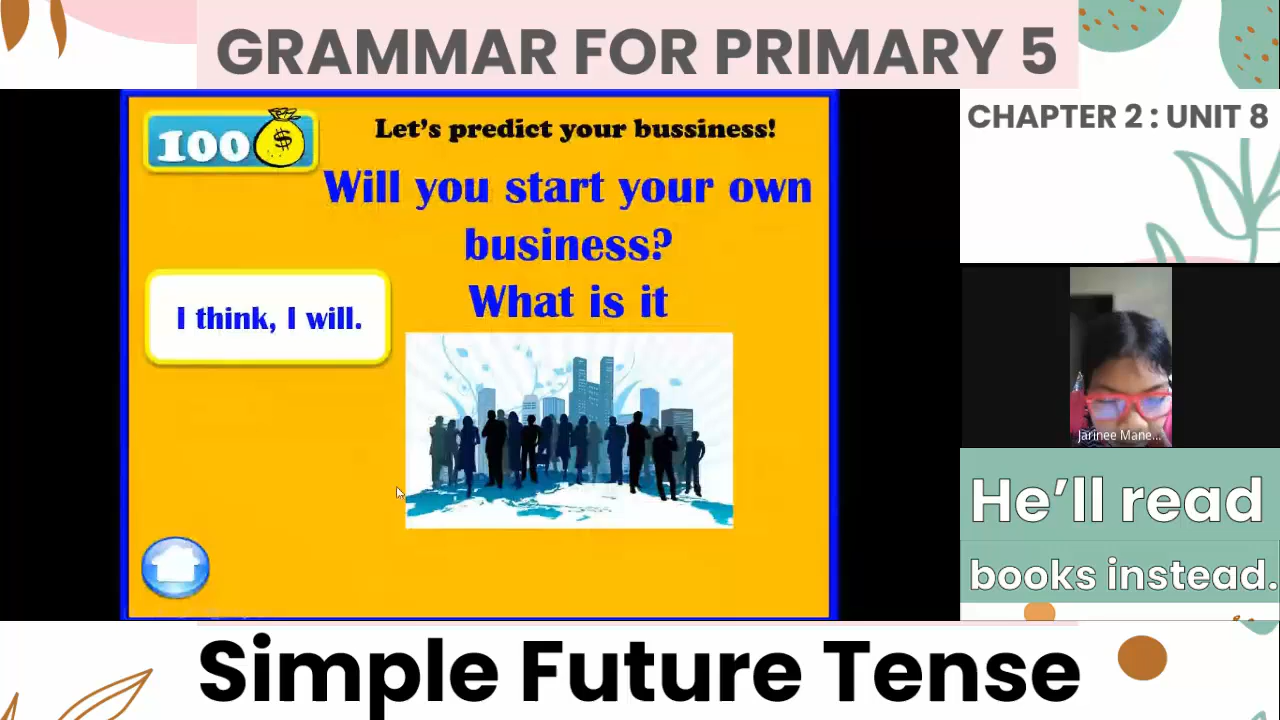 GRAMMAR FOR PRIMARY 5
CHAPTER 2 : UNIT 8
100
$
Let's predict your bussiness!
Will you start your own
business?
What is it
I think, I will.
Jarinee Mane...
He'll read
books instead.
Simple Future Tense